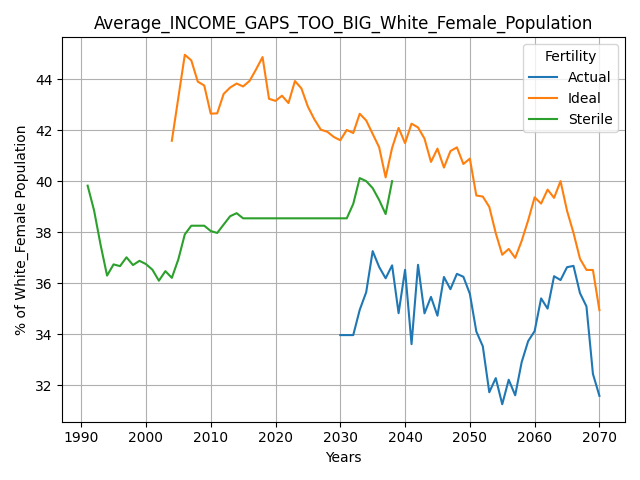 Average_INCOME_GAPS_TOO_BIG_White_Female_Population
Fertility
Actual
Ideal
Sterile
% of White_Female Population
44
42
40
38
36
34
32
1990
2000
2010
2020
2030
2040
2050
2060
2070
Years